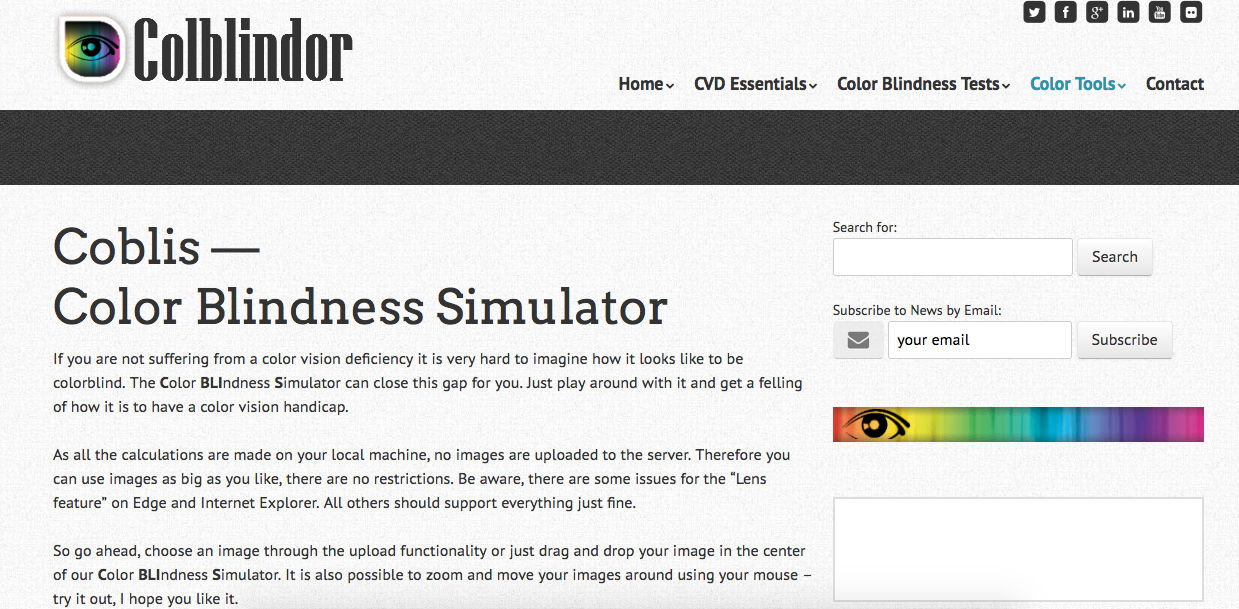 Colblindor
Home
CVD Essentials
Color Blindness Tests
Color Tools
Contact
Coblis —
Color Blindness Simulator
If you are not suffering from a color vision deficiency it is very hard to imagine how it looks like to be
colorblind. The Color BLIndness Simulator can close this gap for you. Just play around with it and get a felling
of how it is to have a color vision handicap.
As all the calculations are made on your local machine, no images are uploaded to the server. Therefore you
can use images as big as you like, there are no restrictions. Be aware, there are some issues for the “Lens
feature” on Edge and Internet Explorer. All others should support everything just fine.
So go ahead, choose an image through the upload functionality or just drag and drop your image in the center
of our Color BLIndness Simulator. It is also possible to zoom and move your images around using your mouse –
try it out, I hope you like it.
Search for:
Search
Subscribe to News by Email:
your email
Subscribe